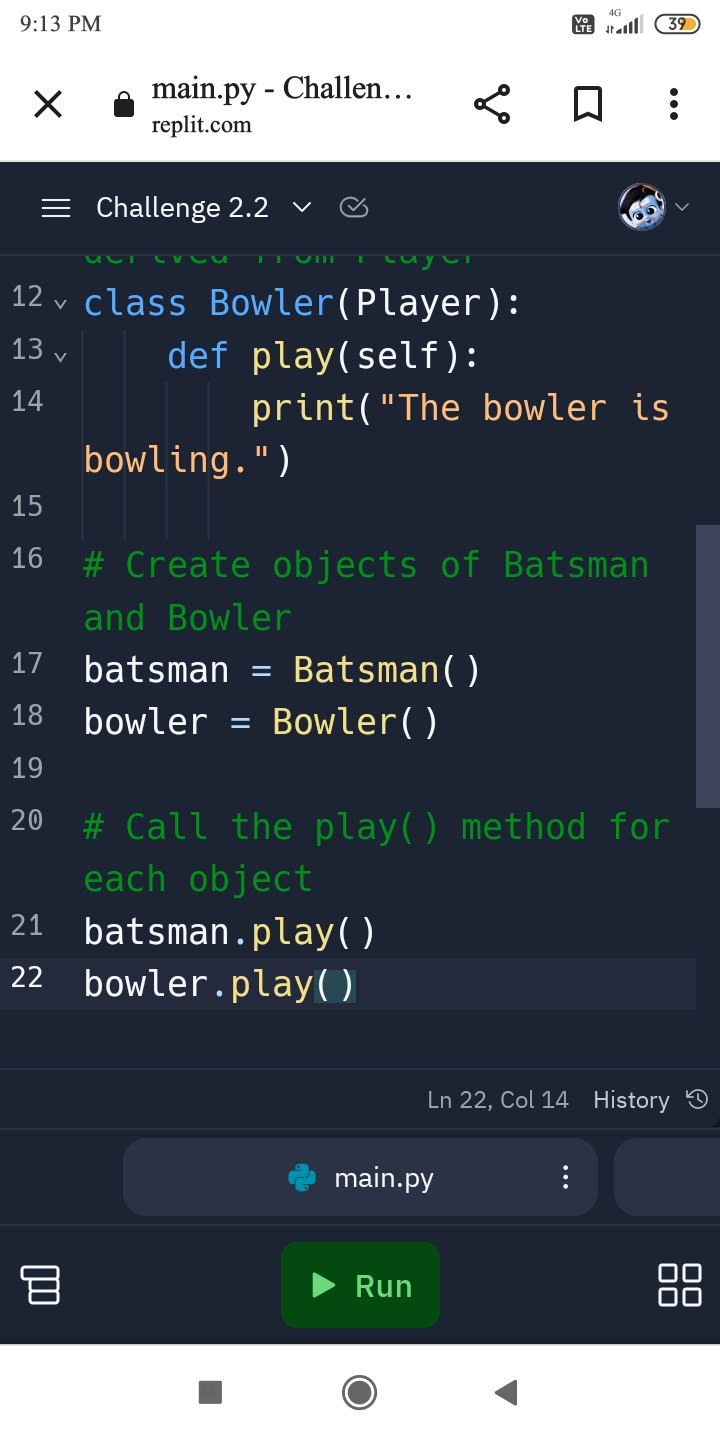 9:13 PM
Vo LTE 4G 39
main.py - Challen...
replit.com
Challenge 2.2
derived from Player
12 class Bowler(Player):
13 def play(self):
14 print("The bowler is
bowling.")
15
16 # Create objects of Batsman
and Bowler
17 batsman = Batsman()
18 bowler = Bowler()
19
20 # Call the play() method for
each object
21 batsman.play()
22 bowler.play()
Ln 22, Col 14 History
main.py
Run